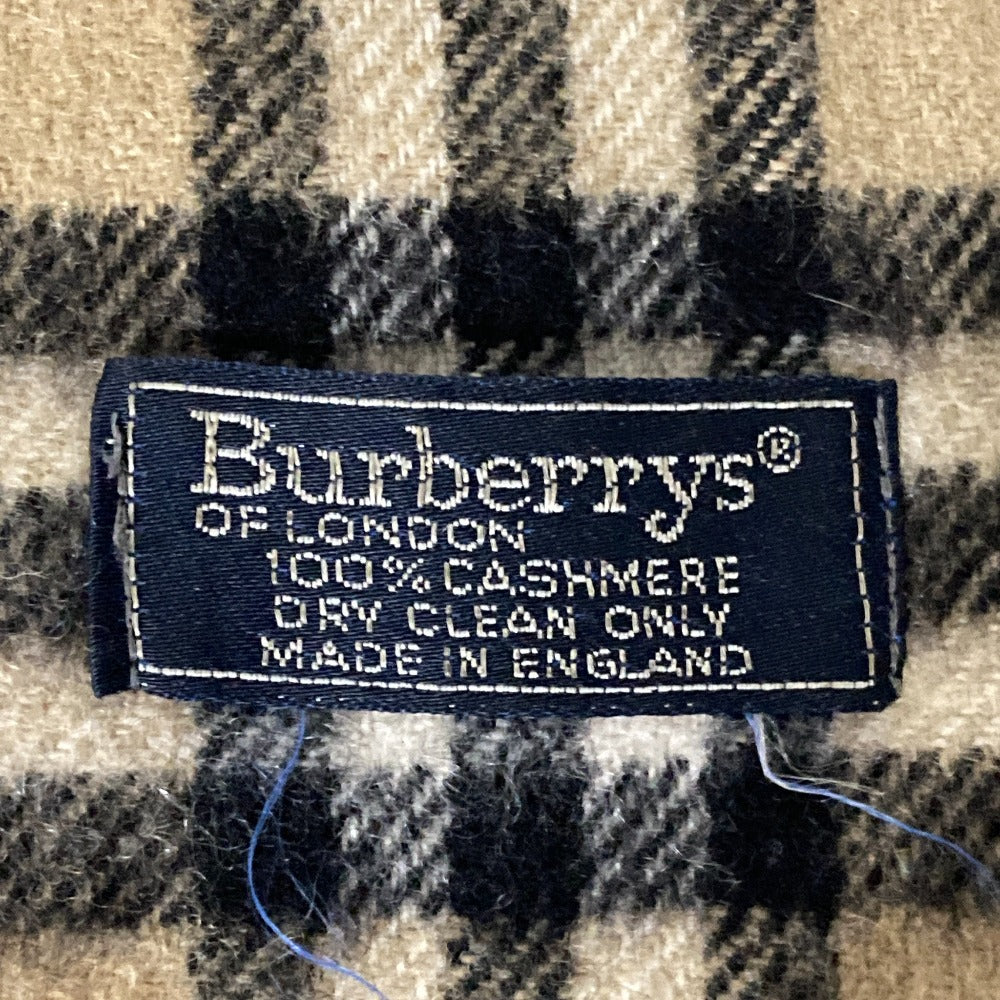 Burberrys®
OF LONDON
100% CASHMERE
DRY CLEAN ONLY
MADE IN ENGLAND